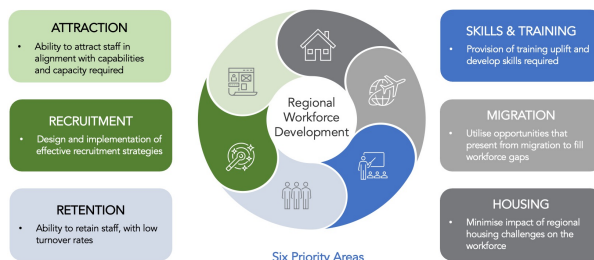 ATTRACTION
• Ability to attract staff in
alignment with capabilities
and capacity required
RECRUITMENT
• Design and implementation of
effective recruitment strategies
RETENTION
• Ability to retain staff, with low
turnover rates
Regional
Workforce
Development
Six Priority Areas
SKILLS & TRAINING
• Provision of training uplift and
develop skills required
MIGRATION
• Utilise opportunities that
present from migration to fill
workforce gaps
HOUSING
• Minimise impact of regional
housing challenges on the
workforce